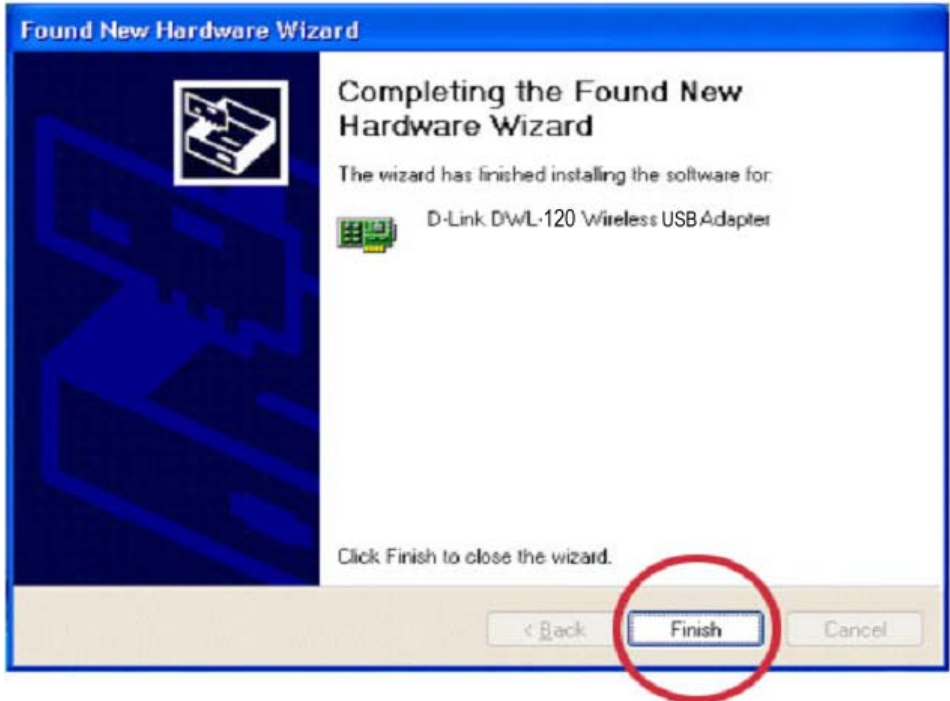 Found New Hardware Wizard
Completing the Found New
Hardware Wizard
The wizard has finished installing the software for:
D-Link DWL-120 Wireless USB Adapter
Click Finish to close the wizard.
< Back
Finish
Cancel